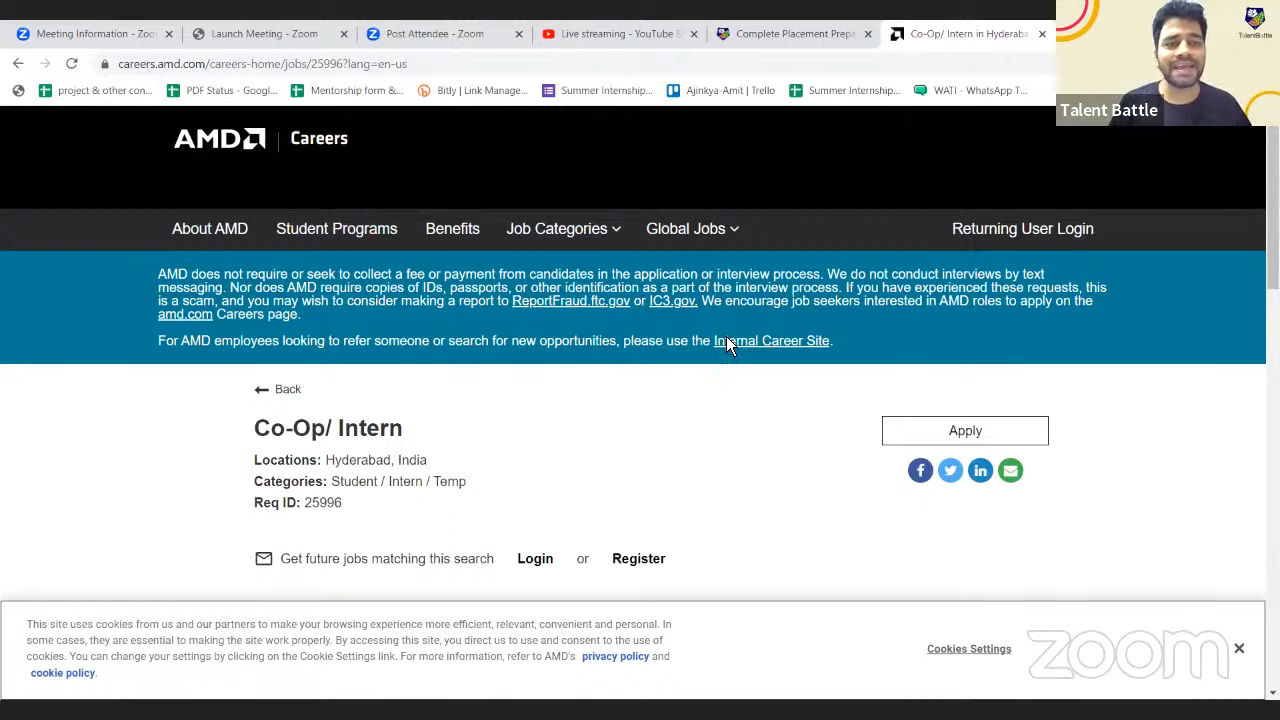 Meeting Information - Zoo
Launch Meeting - Zoom
Post Attendee - Zoom
Live streaming - YouTube S
Complete Placement Prepa
Co-Op/ Intern in Hyderaba
careers.amd.com/careers-home/jobs/25996?lang=en-us
project & other con...
PDF Status - Googl...
Mentorship form &...
Bitly | Link Manage...
Summer Internship...
Ajinkya-Amit | Trello
Summer Internship...
WATI - WhatsApp T...
TalentBattle
Talent Battle
AMD Careers
About AMD
Student Programs
Benefits
Job Categories
Global Jobs
Returning User Login
AMD does not require or seek to collect a fee or payment from candidates in the application or interview process. We do not conduct interviews by text
messaging. Nor does AMD require copies of IDs, passports, or other identification as a part of the interview process. If you have experienced these requests, this
is a scam, and you may wish to consider making a report to ReportFraud.ftc.gov or IC3.gov. We encourage job seekers interested in AMD roles to apply on the
amd.com Careers page.
For AMD employees looking to refer someone or search for new opportunities, please use the Internal Career Site.
Back
Co-Op/ Intern
Apply
Locations: Hyderabad, India
Categories: Student / Intern / Temp
Req ID: 25996
Get future jobs matching this search Login or Register
This site uses cookies from us and our partners to make your browsing experience more efficient, relevant, convenient and personal. In
some cases, they are essential to making the site work properly. By accessing this site, you direct us to use and consent to the use of
cookies. You can change your settings by clicking on the Cookie Settings link. For more information, refer to AMD's privacy policy and
cookie policy.
Cookies Settings
zoom